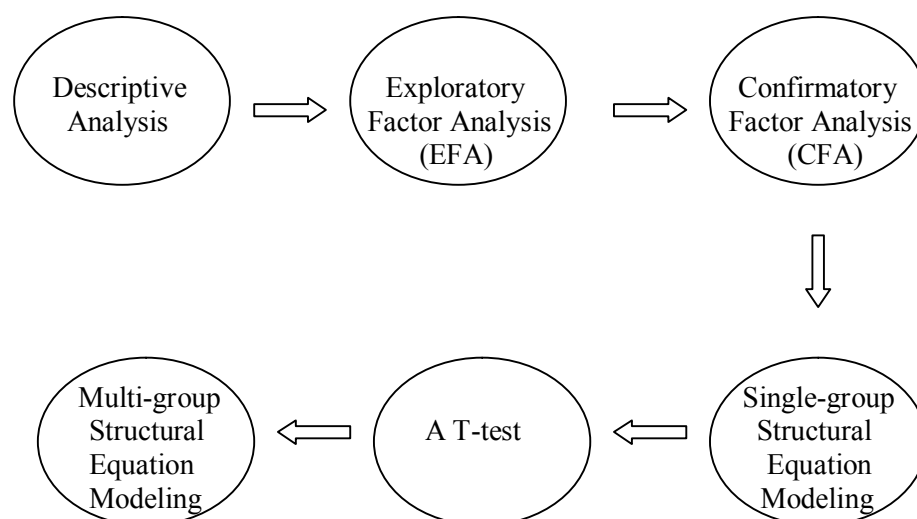 Descriptive
Analysis
Exploratory
Factor Analysis
(EFA)
Confirmatory
Factor Analysis
(CFA)
Multi-group
Structural
Equation
Modeling
A T-test
Single-group
Structural
Equation
Modeling